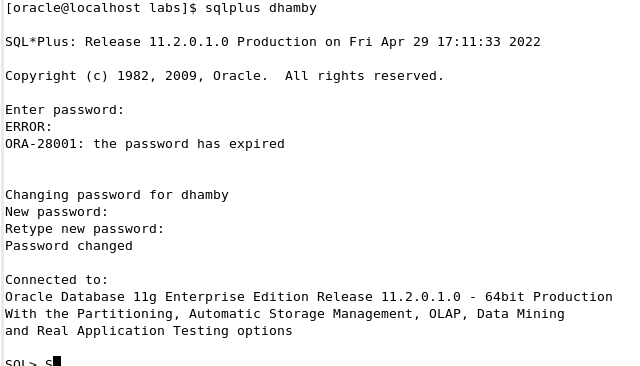 [oracle@localhost labs]$ sqlplus dhamby
SQL*Plus: Release 11.2.0.1.0 Production on Fri Apr 29 17:11:33 2022
Copyright (c) 1982, 2009, Oracle.  All rights reserved.
Enter password:
ERROR:
ORA-28001: the password has expired
Changing password for dhamby
New password:
Retype new password:
Password changed
Connected to:
Oracle Database 11g Enterprise Edition Release 11.2.0.1.0 - 64bit Production
With the Partitioning, Automatic Storage Management, OLAP, Data Mining
and Real Application Testing options
SQL> S